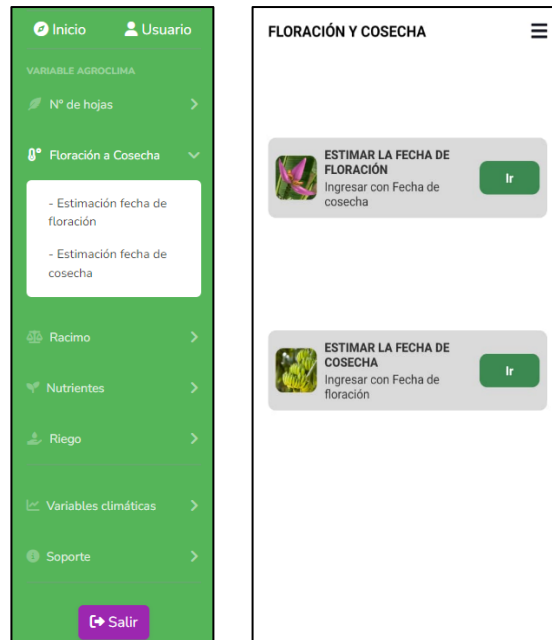 Inicio Usuario
VARIABLE AGROCLIMA
N° de hojas
Floración a Cosecha
- Estimación fecha de
floración
- Estimación fecha de
cosecha
Racimo
Nutrientes
Riego
Variables climáticas
Soporte
Salir
FLORACIÓN Y COSECHA
ESTIMAR LA FECHA DE
FLORACIÓN
Ingresar con Fecha de
cosecha
Ir
ESTIMAR LA FECHA DE
COSECHA
Ingresar con Fecha de
floración
Ir